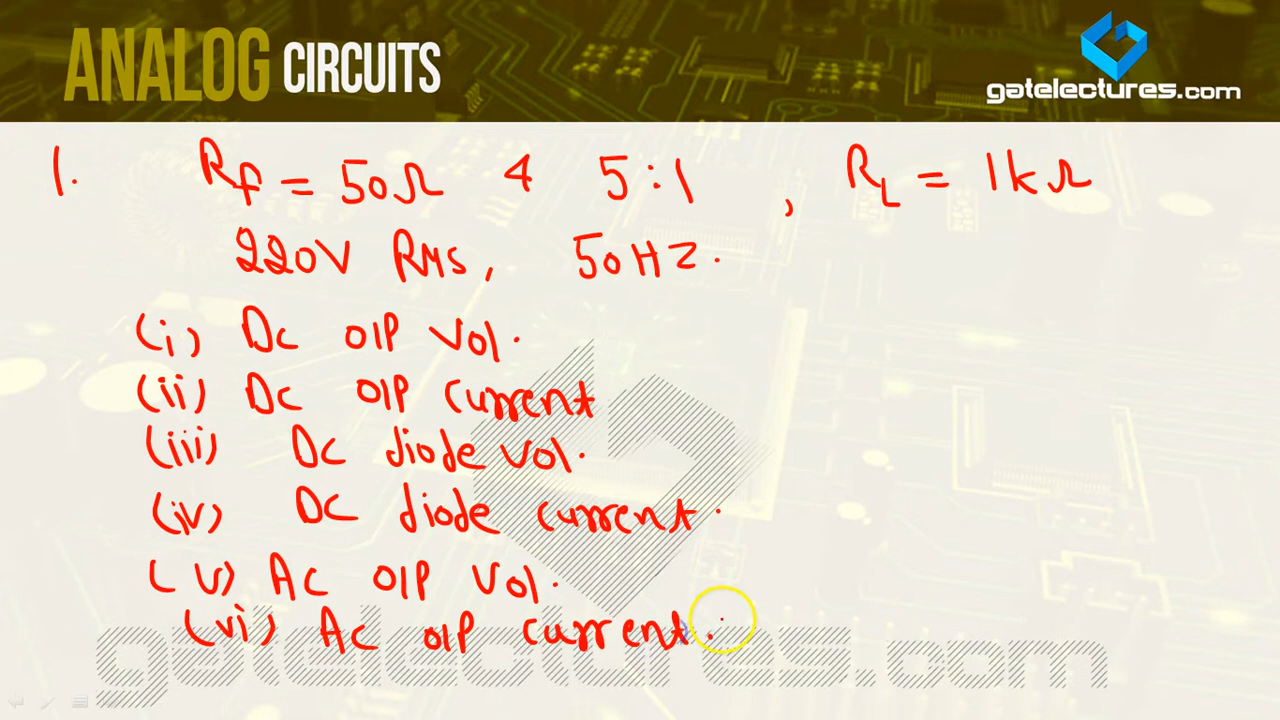 ANALOG CIRCUITS
gatelectures.com
1. Rf = 50Ω & 5:1, RL = 1kΩ
220V RMS, 50HZ.
(i) DC O/P Vol.
(ii) DC O/P Current
(iii) DC diode Vol.
(iv) DC diode current.
(v) AC O/P Vol.
(vi) AC O/P current.
gatelectures.com